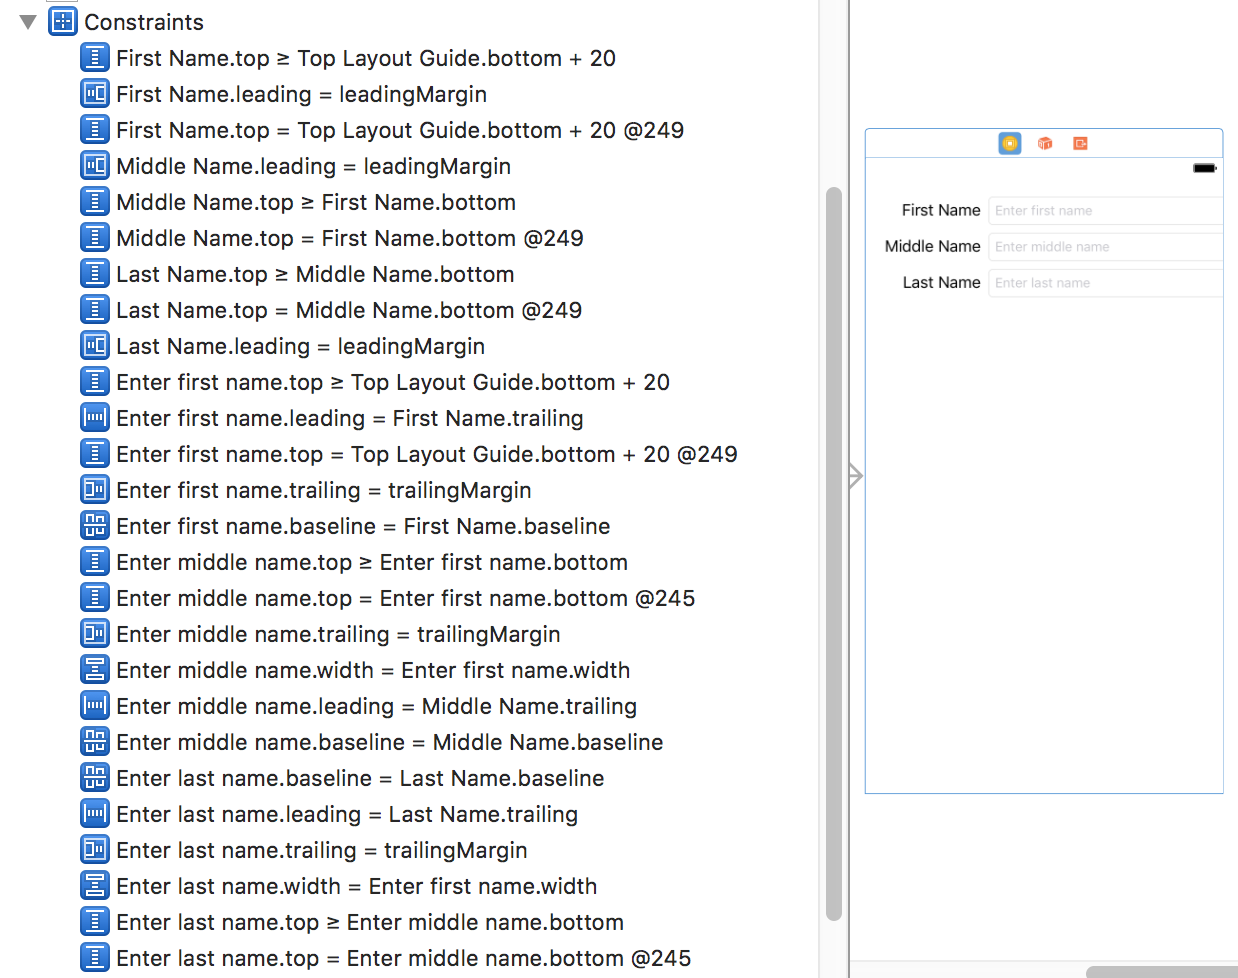 Constraints
First Name.top ≥ Top Layout Guide.bottom + 20
First Name.leading = leadingMargin
First Name.top = Top Layout Guide.bottom + 20 @249
Middle Name.leading = leadingMargin
Middle Name.top ≥ First Name.bottom
Middle Name.top = First Name.bottom @249
Last Name.top ≥ Middle Name.bottom
Last Name.top = Middle Name.bottom @249
Last Name.leading = leadingMargin
Enter first name.top ≥ Top Layout Guide.bottom + 20
Enter first name.leading = First Name.trailing
Enter first name.top = Top Layout Guide.bottom + 20 @249
Enter first name.trailing = trailingMargin
Enter first name.baseline = First Name.baseline
Enter middle name.top ≥ Enter first name.bottom
Enter middle name.top = Enter first name.bottom @245
Enter middle name.trailing = trailingMargin
Enter middle name.width = Enter first name.width
Enter middle name.leading = Middle Name.trailing
Enter middle name.baseline = Middle Name.baseline
Enter last name.baseline = Last Name.baseline
Enter last name.leading = Last Name.trailing
Enter last name.trailing = trailingMargin
Enter last name.width = Enter first name.width
Enter last name.top ≥ Enter middle name.bottom
Enter last name.top = Enter middle name.bottom @245
First Name Enter first name
Middle Name Enter middle name
Last Name Enter last name